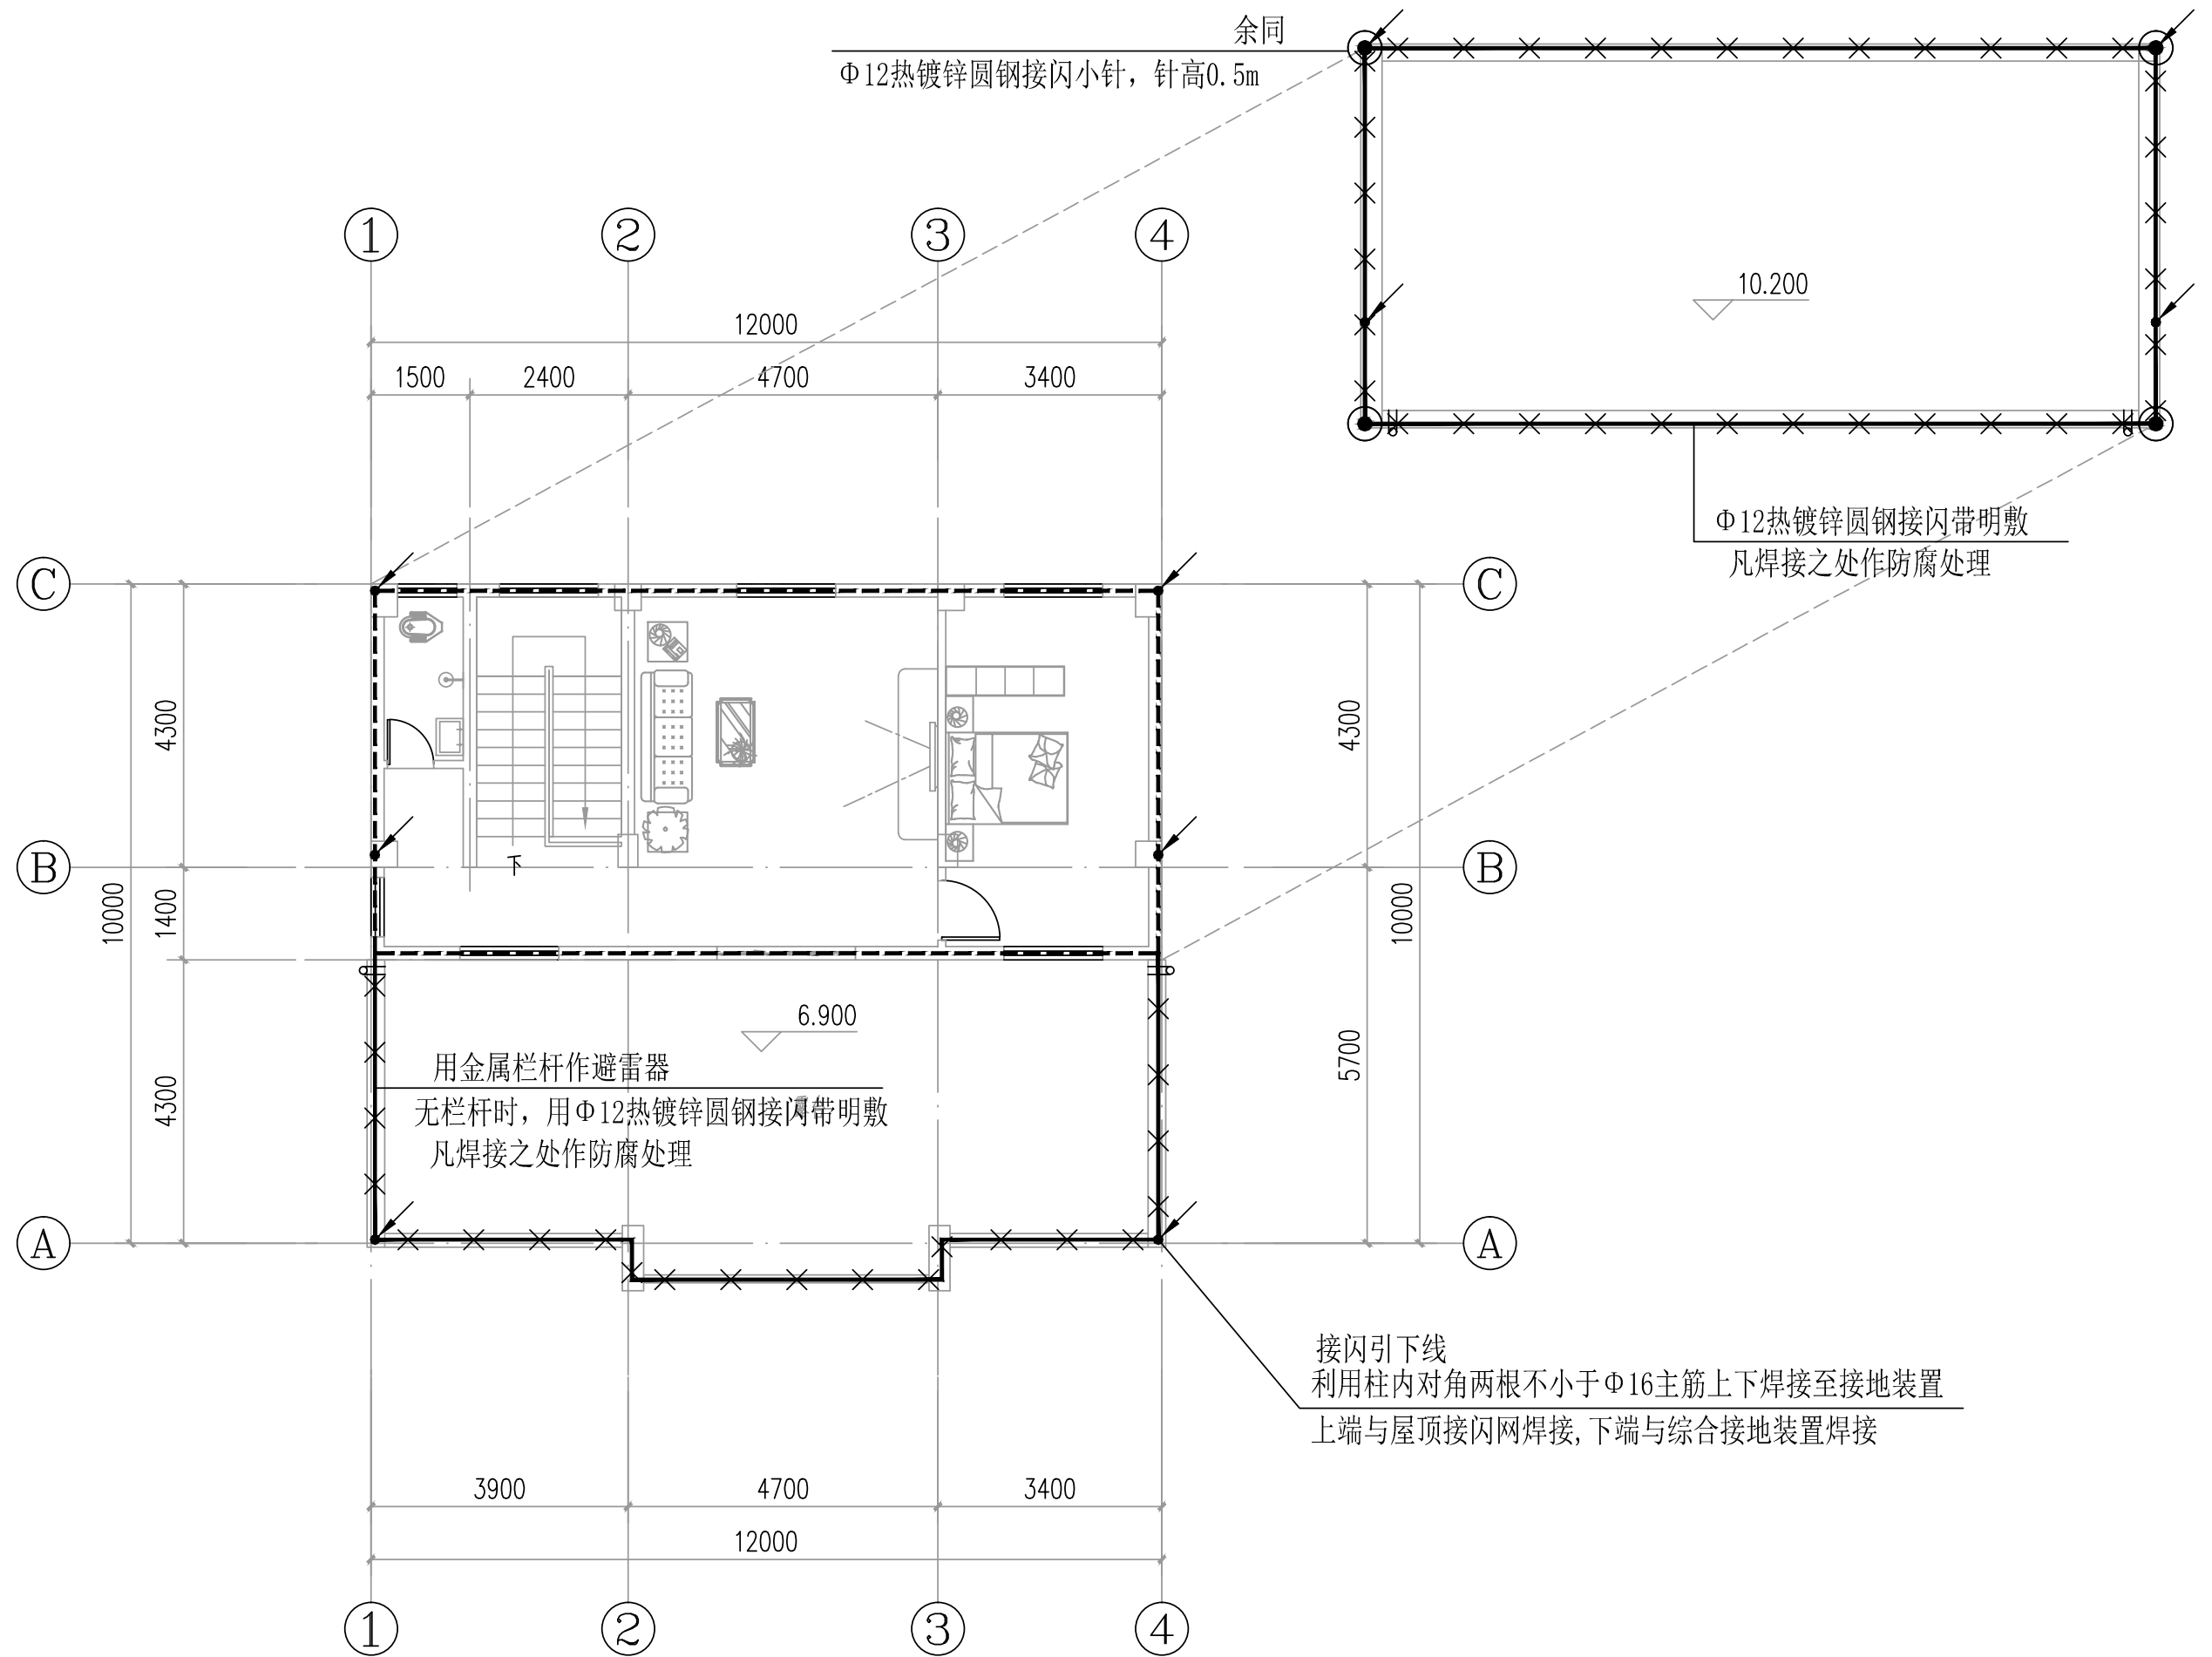 余同
Φ12热镀锌圆钢接闪小针，针高0.5m
1 2 3 4
12000
1500 2400 4700 3400
10.200
Φ12热镀锌圆钢接闪带明敷
凡焊接之处作防腐处理
C C
4300 4300
下
B B
10000 1400 10000
6.900
用金属栏杆作避雷器
无栏杆时，用Φ12热镀锌圆钢接闪带明敷
凡焊接之处作防腐处理
4300 5700
A A
接闪引下线
利用柱内对角两根不小于Φ16主筋上下焊接至接地装置
上端与屋顶接闪网焊接,下端与综合接地装置焊接
3900 4700 3400
12000
1 2 3 4